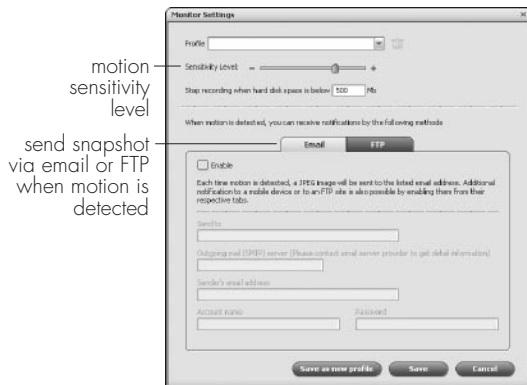 Monitor Settings
Profile
motion
sensitivity
level
Sensitivity Level: - +
Stop recording when hard disk space is below 500 Mb
When motion is detected, you can receive notifications by the following methods
send snapshot
via email or FTP
when motion is
detected
Email FTP
Enable
Each time motion is detected, a JPEG image will be sent to the listed email address. Additional
notification to a mobile device or to an FTP site is also possible by enabling them from their
respective tabs.
Send to
Outgoing mail (SMTP) server (Please contact email server provider to get detail information)
Sender's email address
Account name Password
Save as new profile Save Cancel